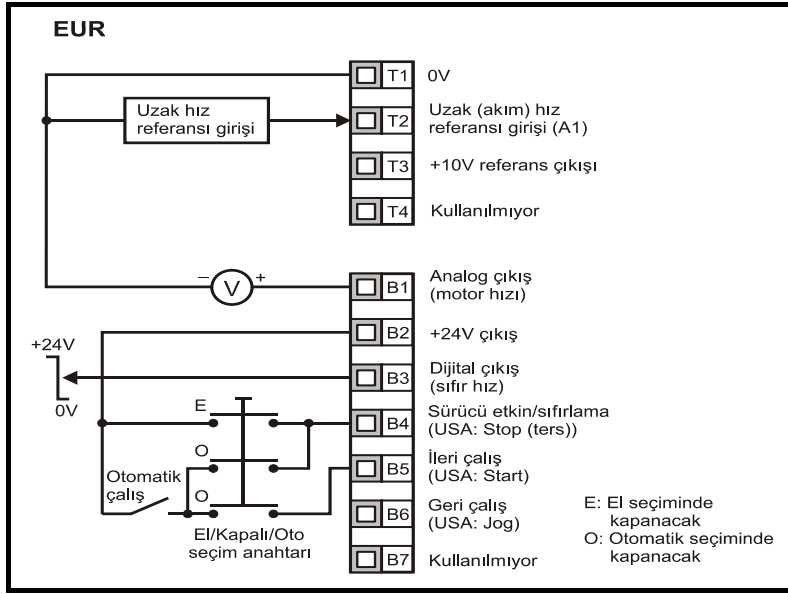 EUR
T1 0V
Uzak hız
referansı girişi
T2 Uzak (akım) hız
referansı girişi (A1)
T3 +10V referans çıkışı
T4 Kullanılmıyor
– V +
B1 Analog çıkış
(motor hızı)
B2 +24V çıkış
+24V
0V
B3 Dijital çıkış
(sıfır hız)
E
B4 Sürücü etkin/sıfırlama
(USA: Stop (ters))
O
B5 İleri çalış
(USA: Start)
Otomatik
çalış
O
B6 Geri çalış
(USA: Jog)
El/Kapalı/Oto
seçim anahtarı
B7 Kullanılmıyor
E: El seçiminde
kapanacak
O: Otomatik seçiminde
kapanacak